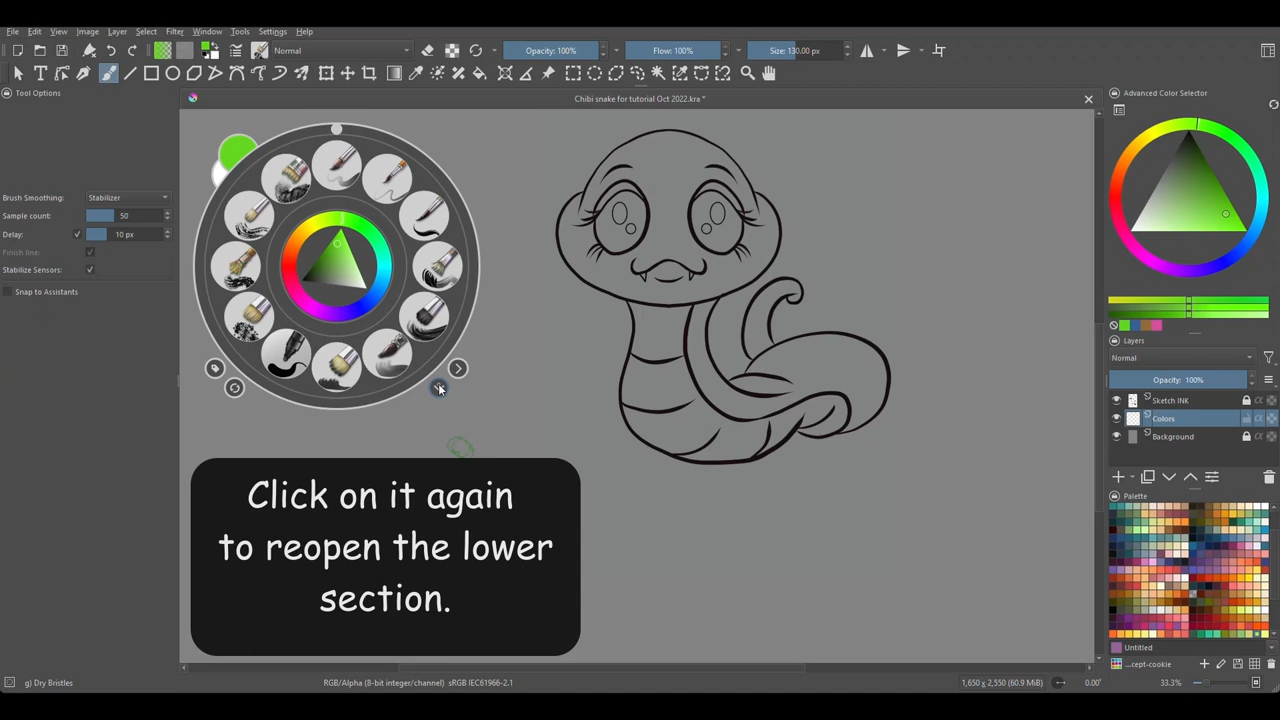 File Edit View Image Layer Select Filter Tools Settings Help
Normal Opacity: 100% Flow: 100% Size: 130.00 px
Tool Options
Chibi snake for tutorial Oct 2022.kra *
Advanced Color Selector
Brush Smoothing: Stabilizer
Sample count: 50
Delay: 10 px
Finish line:
Stabilize Sensors:
Snap to Assistants
Layers
Normal
Opacity: 100%
Sketch INK
Colors
Background
Palette
Click on it again
to reopen the lower
section.
Untitled
...cept-cookie
g) Dry Bristles
RGB/Alpha (8-bit integer/channel) sRGB IEC61966-2.1
1,650 x 2,550 (60.9 MiB)
0.00°
33.3%